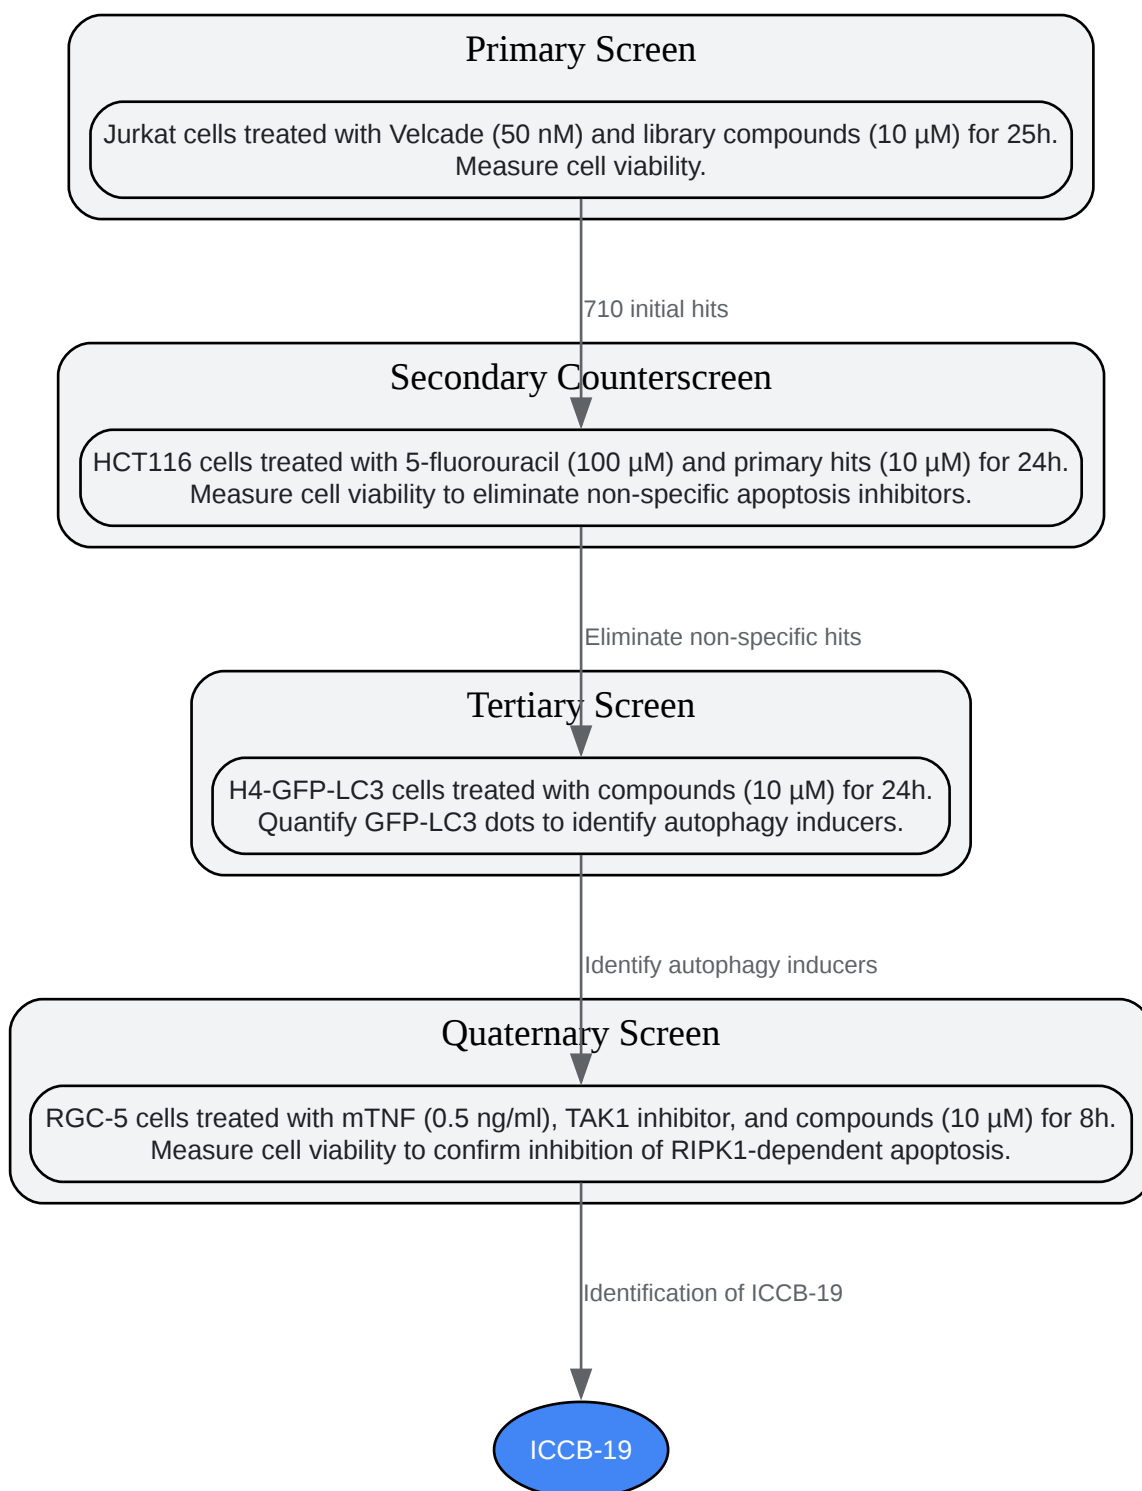 Primary Screen
Jurkat cells treated with Velcade (50 nM) and library compounds (10 µM) for 25h.
Measure cell viability.
710 initial hits
Secondary Counterscreen
HCT116 cells treated with 5-fluorouracil (100 µM) and primary hits (10 µM) for 24h.
Measure cell viability to eliminate non-specific apoptosis inhibitors.
Eliminate non-specific hits
Tertiary Screen
H4-GFP-LC3 cells treated with compounds (10 µM) for 24h.
Quantify GFP-LC3 dots to identify autophagy inducers.
Identify autophagy inducers
Quaternary Screen
RGC-5 cells treated with mTNF (0.5 ng/ml), TAK1 inhibitor, and compounds (10 µM) for 8h.
Measure cell viability to confirm inhibition of RIPK1-dependent apoptosis.
Identification of ICCB-19
ICCB-19